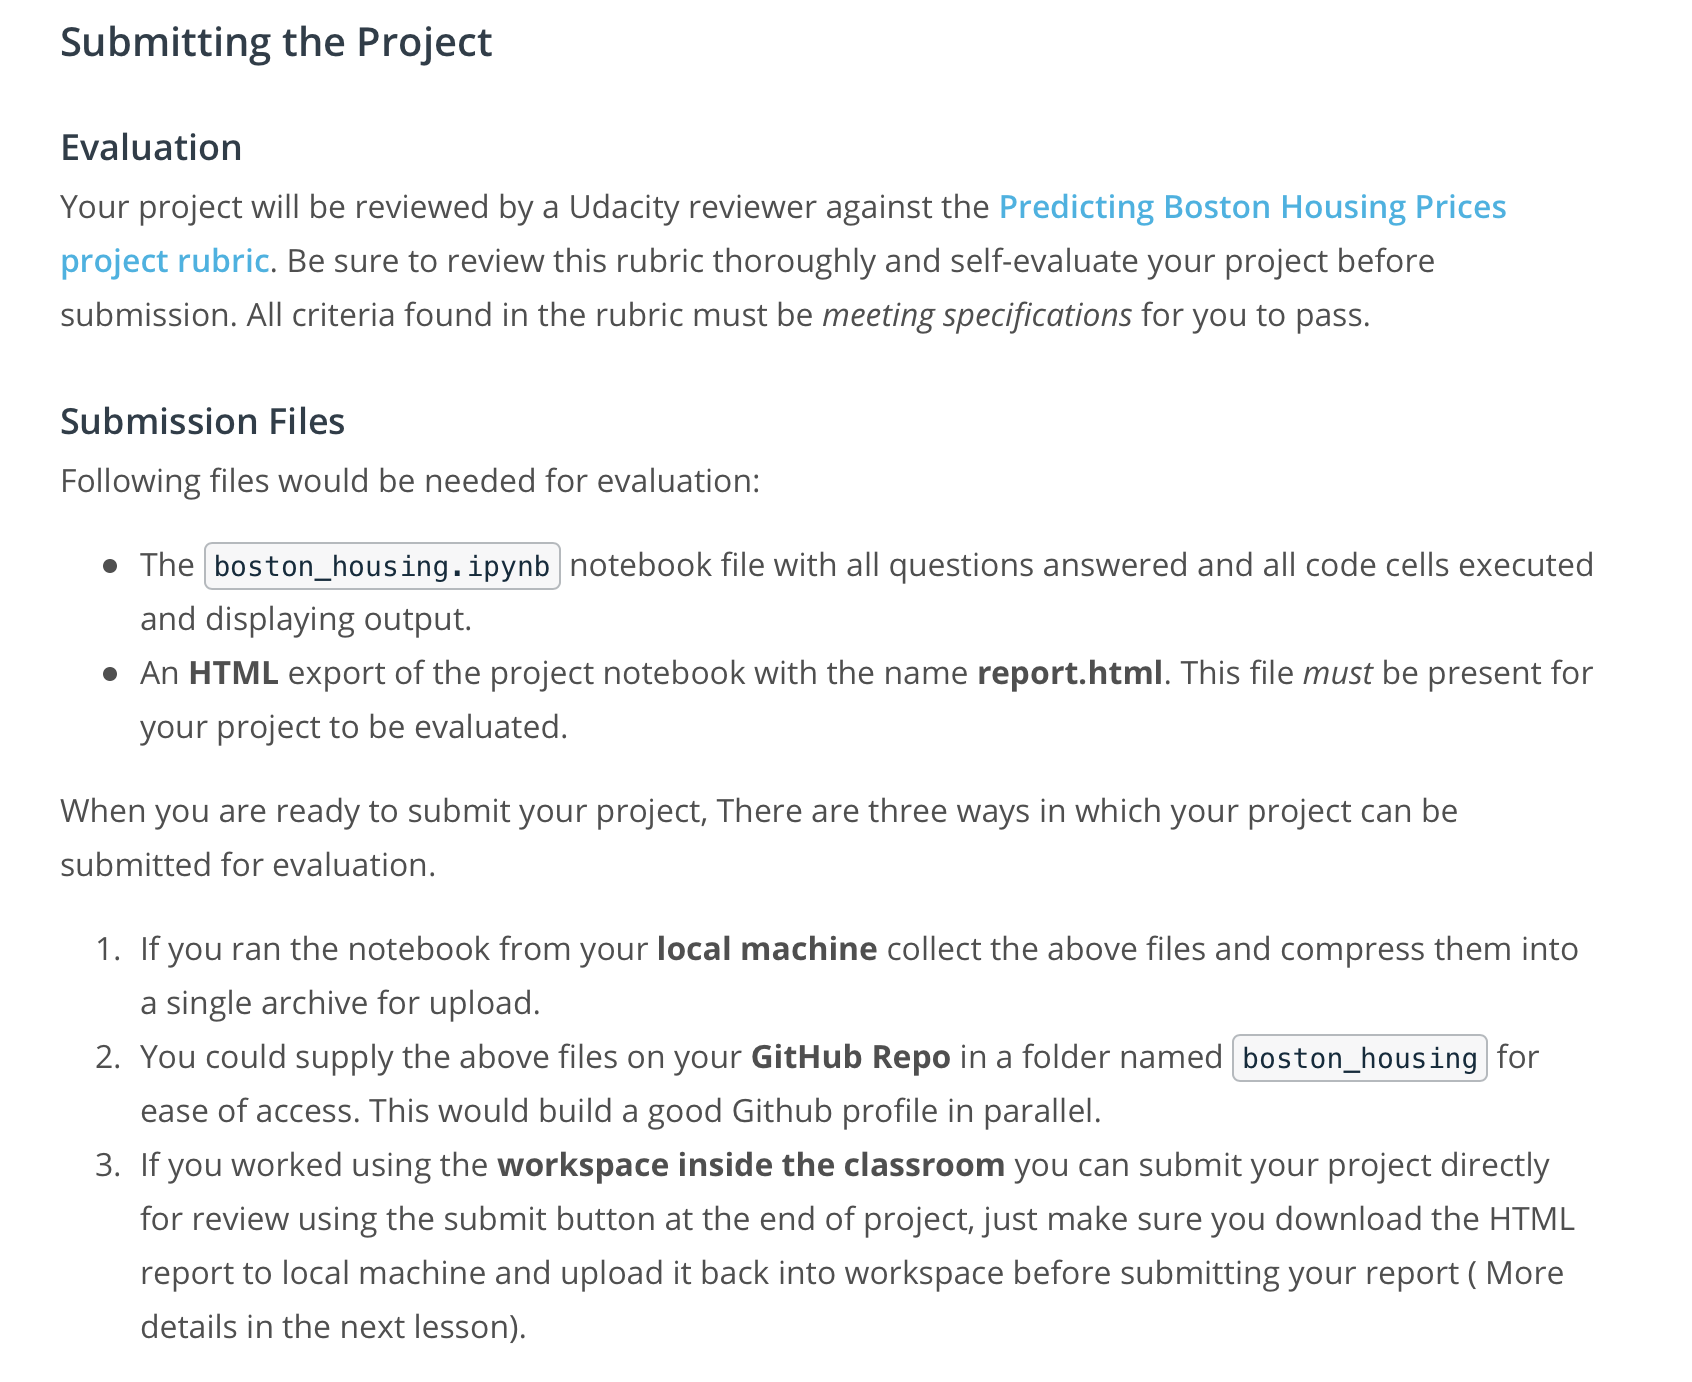 Submitting the Project
Evaluation
Your project will be reviewed by a Udacity reviewer against the Predicting Boston Housing Prices
project rubric. Be sure to review this rubric thoroughly and self-evaluate your project before
submission. All criteria found in the rubric must be meeting specifications for you to pass.
Submission Files
Following files would be needed for evaluation:
● The boston_housing.ipynb notebook file with all questions answered and all code cells executed
and displaying output.
● An HTML export of the project notebook with the name report.html. This file must be present for
your project to be evaluated.
When you are ready to submit your project, There are three ways in which your project can be
submitted for evaluation.
1. If you ran the notebook from your local machine collect the above files and compress them into
a single archive for upload.
2. You could supply the above files on your GitHub Repo in a folder named boston_housing for
ease of access. This would build a good Github profile in parallel.
3. If you worked using the workspace inside the classroom you can submit your project directly
for review using the submit button at the end of project, just make sure you download the HTML
report to local machine and upload it back into workspace before submitting your report ( More
details in the next lesson).